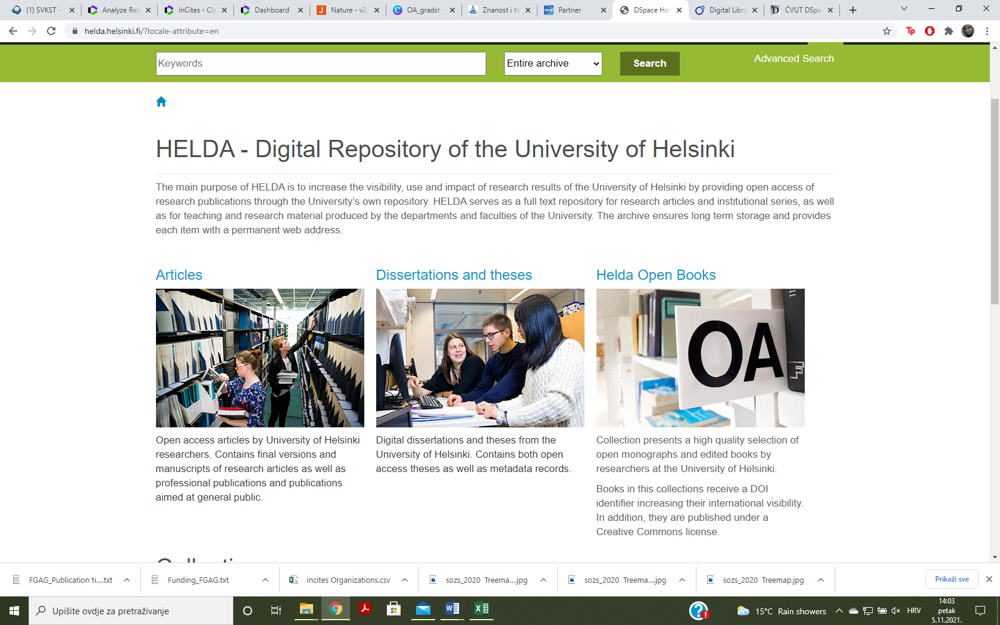 (1) SVKST -
Analyze Res
InCites - Cla
Dashboard
Nature - v2.
OA_gradst -
Znanost i te
Partner
DSpace Hor
Digital Libra
ČVUT DSpa
helda.helsinki.fi/?locale-attribute=en
Keywords
Entire archive
Search
Advanced Search
HELDA - Digital Repository of the University of Helsinki
The main purpose of HELDA is to increase the visibility, use and impact of research results of the University of Helsinki by providing open access of
research publications through the University’s own repository. HELDA serves as a full text repository for research articles and institutional series, as well
as for teaching and research material produced by the departments and faculties of the University. The archive ensures long term storage and provides
each item with a permanent web address.
Articles
Open access articles by University of Helsinki
researchers. Contains final versions and
manuscripts of research articles as well as
professional publications and publications
aimed at general public.
Dissertations and theses
Digital dissertations and theses from the
University of Helsinki. Contains both open
access theses as well as metadata records.
Helda Open Books
OA
Collection presents a high quality selection of
open monographs and edited books by
researchers at the University of Helsinki.
Books in this collections receive a DOI
identifier increasing their international visibility.
In addition, they are published under a
Creative Commons license.
FGAG_Publication ti....txt
Funding_FGAG.txt
Incites Organizations.csv
sozs_2020 Treema....jpg
sozs_2020 Treema....jpg
sozs_2020 Treemap.jpg
Prikaži sve
Upišite ovdje za pretraživanje
15°C Rain showers
HRV
14:03
petak
5.11.2021.